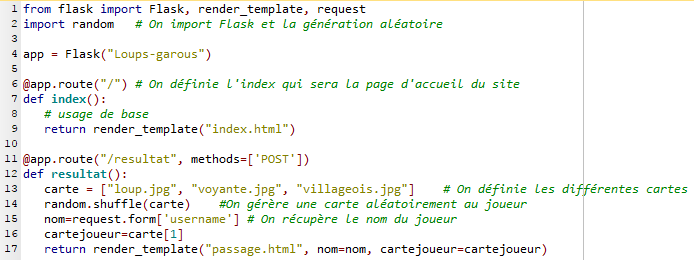 1 from flask import Flask, render_template, request
2 import random   # On import Flask et la génération aléatoire
3
4 app = Flask("Loups-garous")
5
6 @app.route("/") # On définie l'index qui sera la page d'accueil du site
7 def index():
8    # usage de base
9    return render_template("index.html")
10
11 @app.route("/resultat", methods=['POST'])
12 def resultat():
13    carte = ["loup.jpg", "voyante.jpg", "villageois.jpg"]    # On définie les différentes cartes
14    random.shuffle(carte)    #On gérère une carte aléatoirement au joueur
15    nom=request.form['username'] # On récupère le nom du joueur
16    cartejoueur=carte[1]
17    return render_template("passage.html", nom=nom, cartejoueur=cartejoueur)